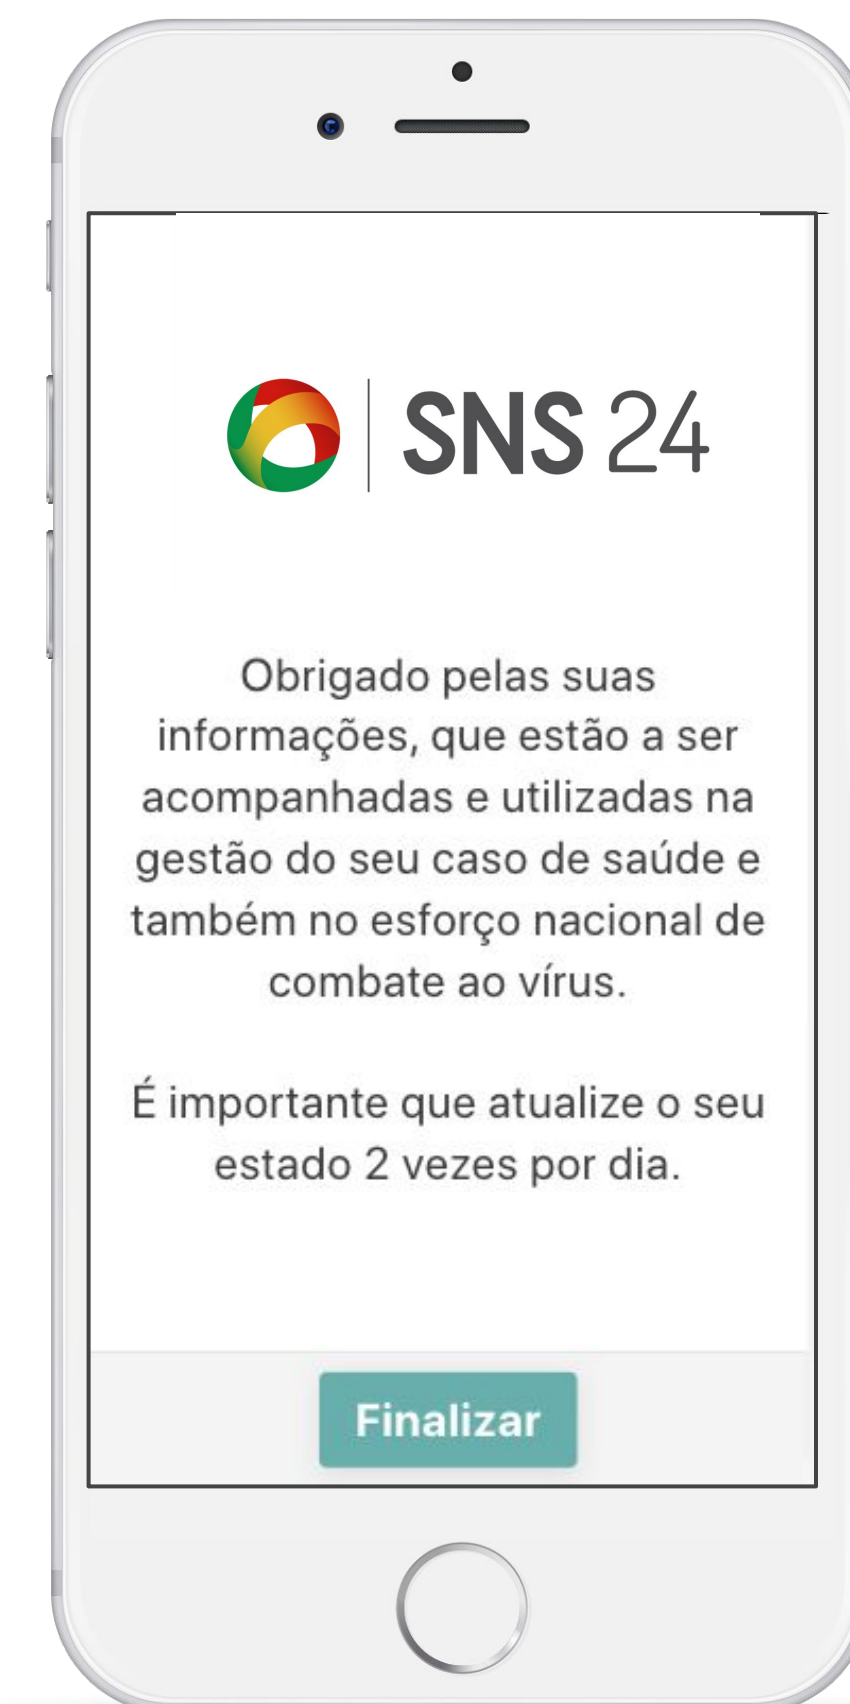 SNS 24
Obrigado pelas suas
informações, que estão a ser
acompanhadas e utilizadas na
gestão do seu caso de saúde e
também no esforço nacional de
combate ao vírus.
É importante que atualize o seu
estado 2 vezes por dia.
Finalizar